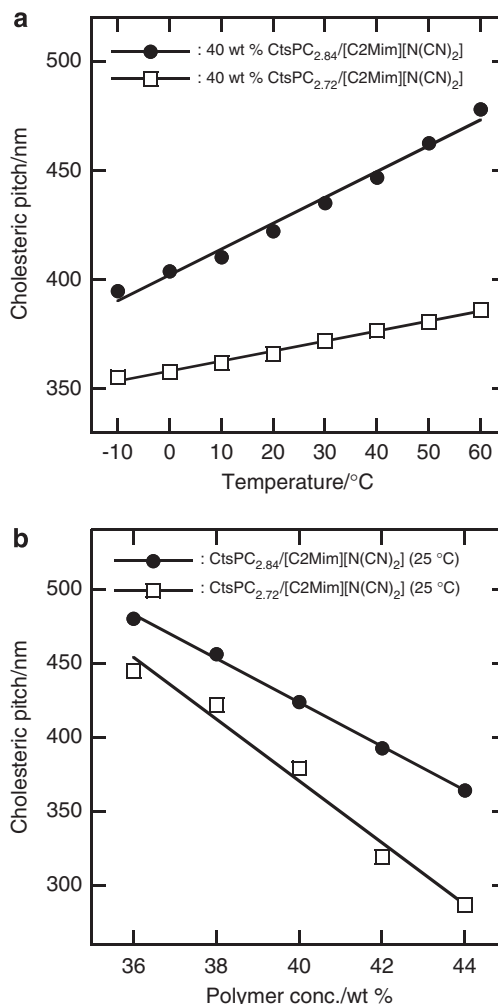 a
: 40 wt % CtsPC2.84/[C2Mim][N(CN)2]
: 40 wt % CtsPC2.72/[C2Mim][N(CN)2]
500
450
400
350
Cholesteric pitch/nm
-10 0 10 20 30 40 50 60
Temperature/°C
b
: CtsPC2.84/[C2Mim][N(CN)2] (25 °C)
: CtsPC2.72/[C2Mim][N(CN)2] (25 °C)
500
450
400
350
300
Cholesteric pitch/nm
36 38 40 42 44
Polymer conc./wt %